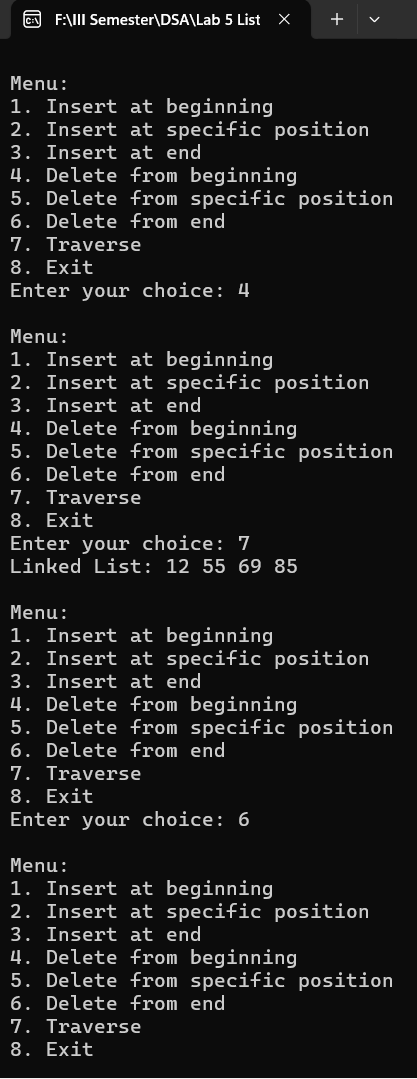 F:\III Semester\DSA\Lab 5 List
Menu:
1. Insert at beginning
2. Insert at specific position
3. Insert at end
4. Delete from beginning
5. Delete from specific position
6. Delete from end
7. Traverse
8. Exit
Enter your choice: 4
Menu:
1. Insert at beginning
2. Insert at specific position
3. Insert at end
4. Delete from beginning
5. Delete from specific position
6. Delete from end
7. Traverse
8. Exit
Enter your choice: 7
Linked List: 12 55 69 85
Menu:
1. Insert at beginning
2. Insert at specific position
3. Insert at end
4. Delete from beginning
5. Delete from specific position
6. Delete from end
7. Traverse
8. Exit
Enter your choice: 6
Menu:
1. Insert at beginning
2. Insert at specific position
3. Insert at end
4. Delete from beginning
5. Delete from specific position
6. Delete from end
7. Traverse
8. Exit